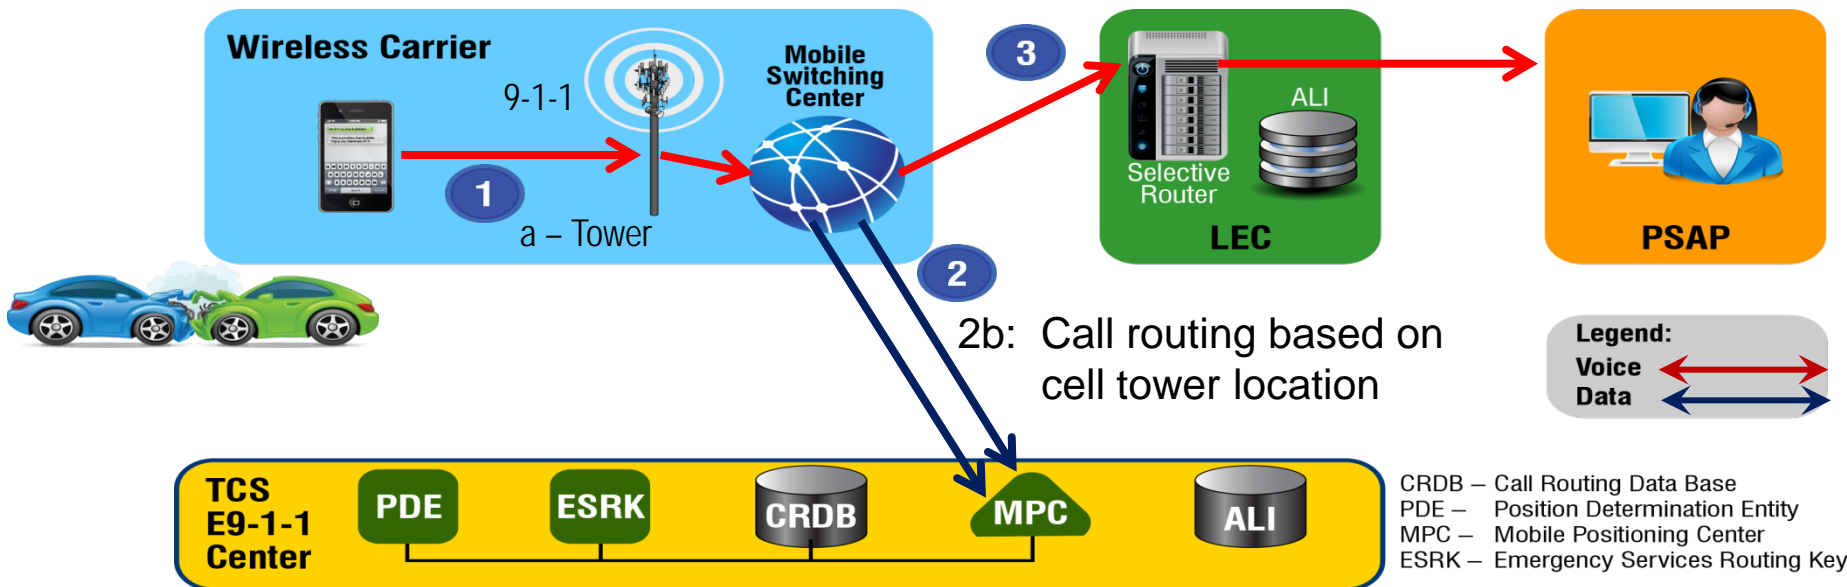 Wireless Carrier
9-1-1
1
a – Tower
Mobile
Switching
Center
2
3
ALI
Selective
Router
LEC
PSAP
2b: Call routing based on
cell tower location
Legend:
Voice
Data
TCS
E9-1-1
Center
PDE
ESRK
CRDB
MPC
ALI
CRDB – Call Routing Data Base
PDE – Position Determination Entity
MPC – Mobile Positioning Center
ESRK – Emergency Services Routing Key